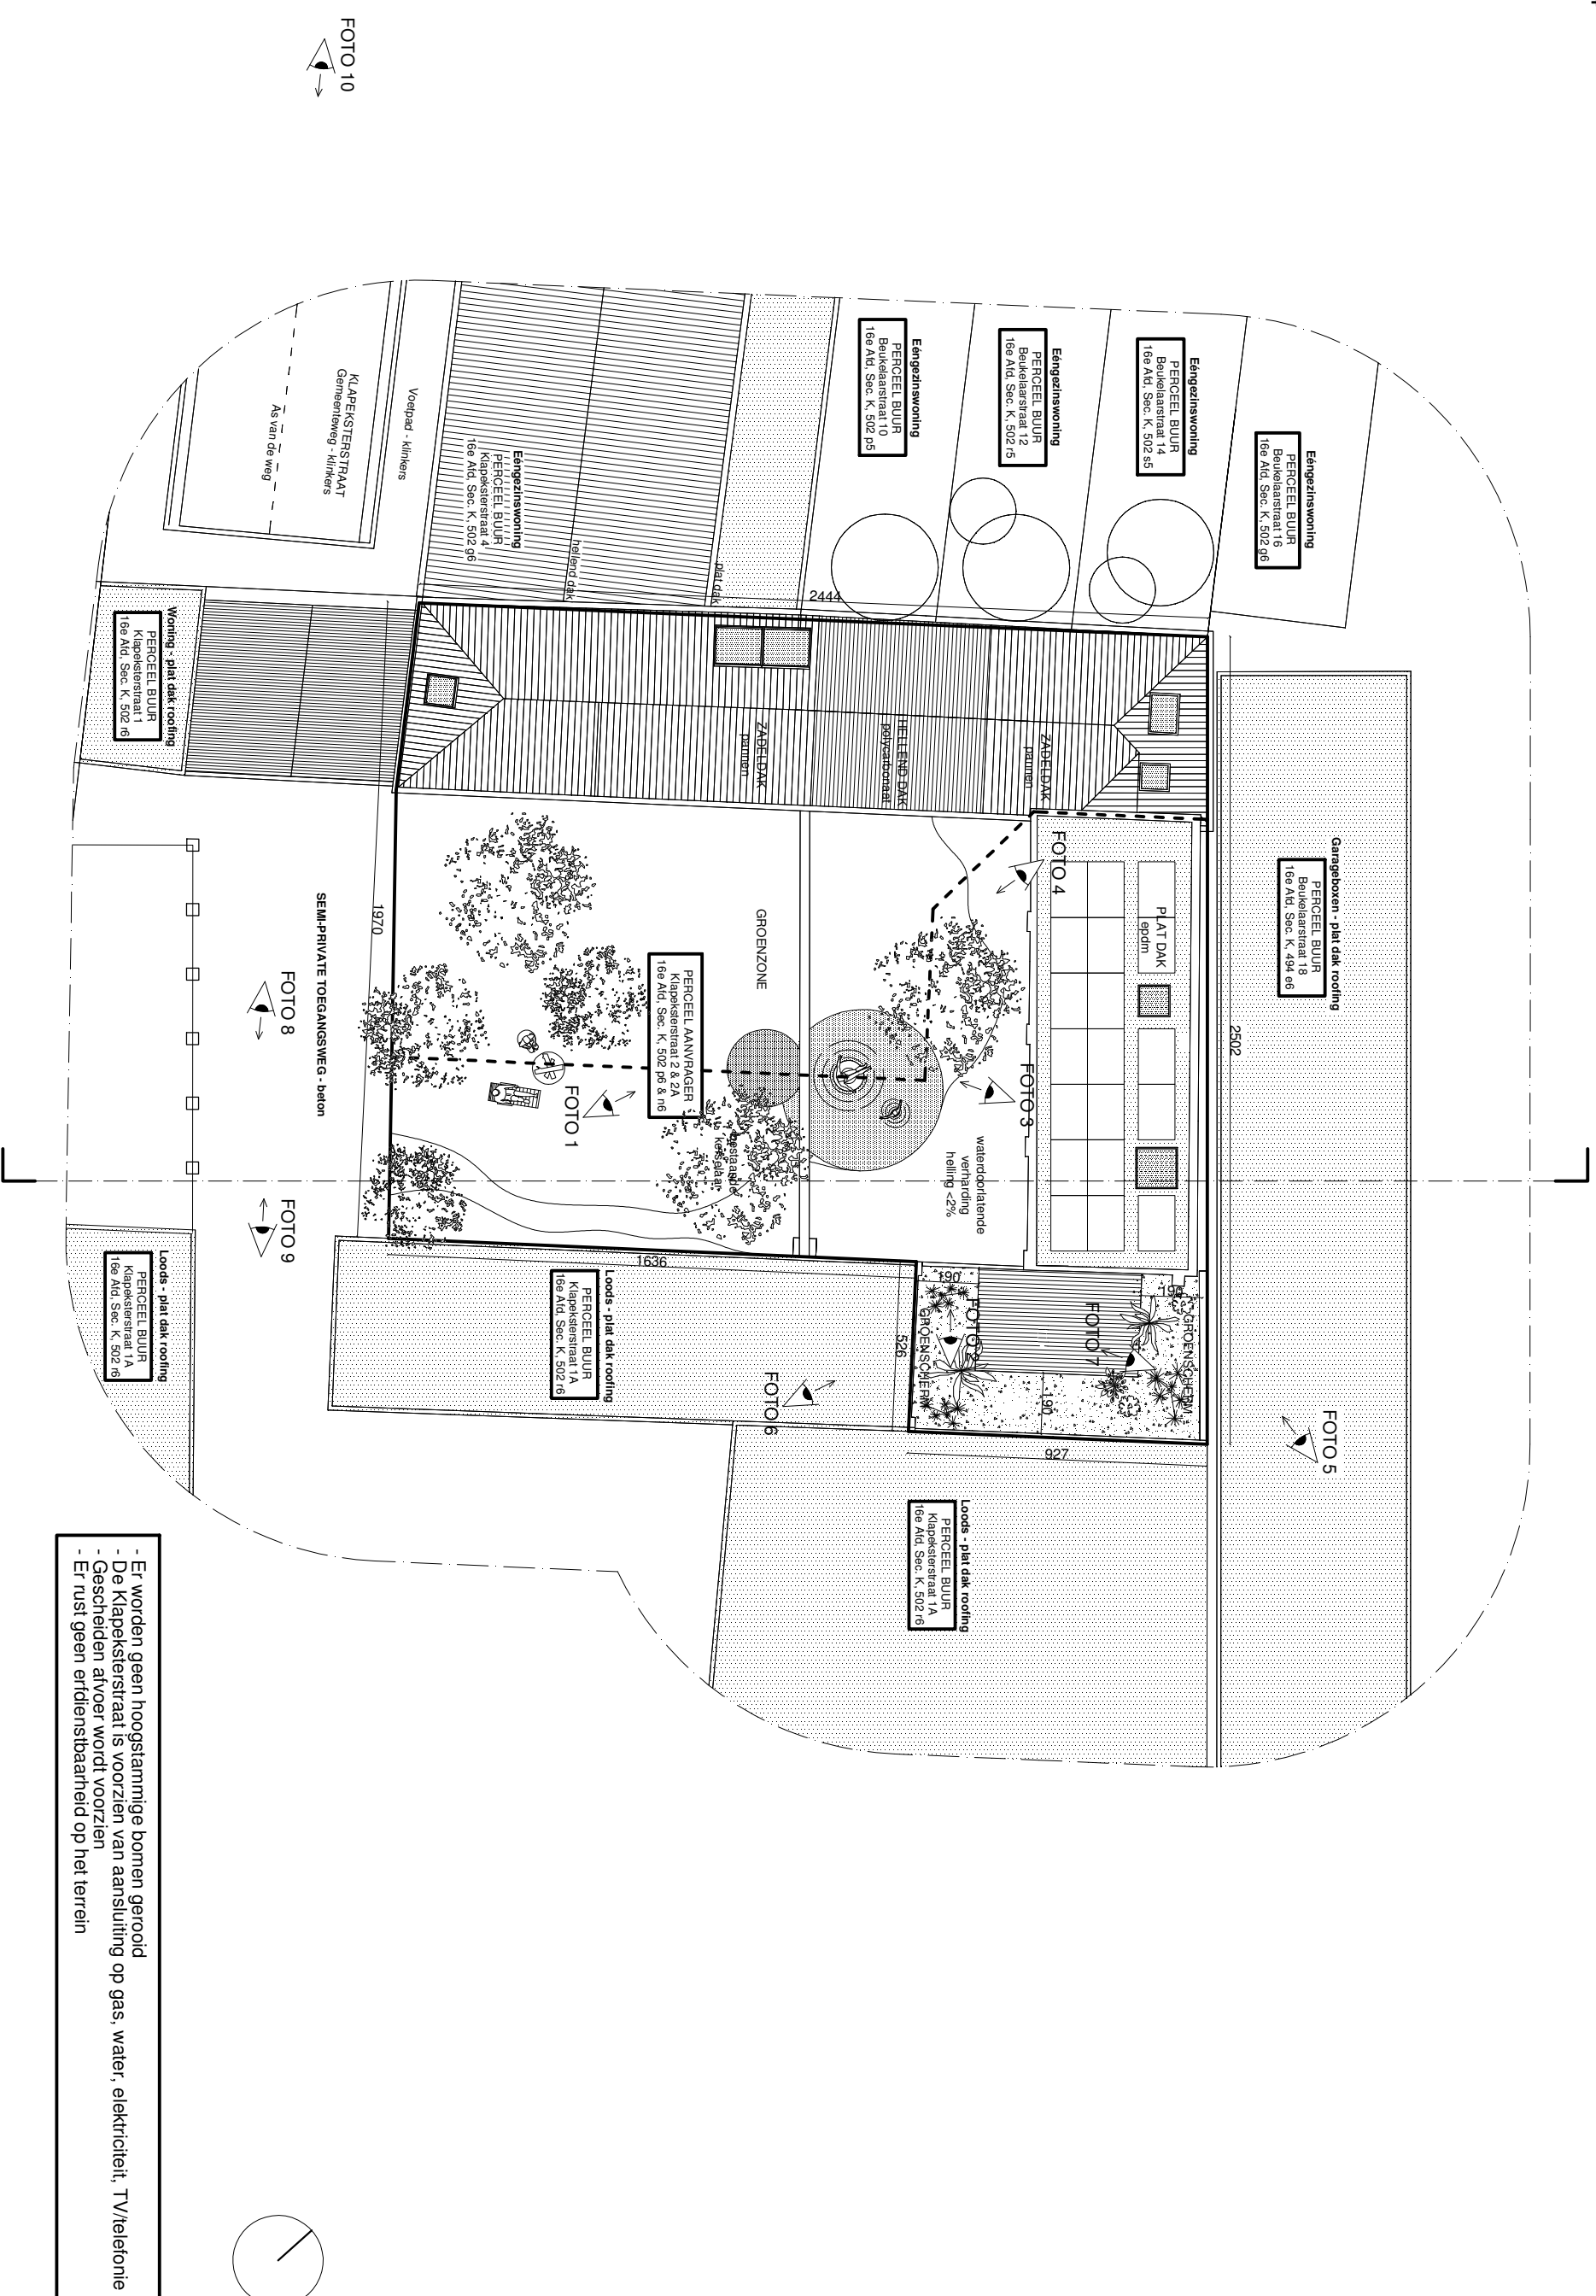 FOTO 10
Eéngezinswoning
PERCEEL BUUR
Beukelaarstraat 16
16e Afd, Sec. K, 502 g6
Eéngezinswoning
PERCEEL BUUR
Beukelaarstraat 14
16e Afd, Sec. K, 502 s5
Eéngezinswoning
PERCEEL BUUR
Beukelaarstraat 12
16e Afd, Sec. K, 502 r5
Eéngezinswoning
PERCEEL BUUR
Beukelaarstraat 10
16e Afd, Sec. K, 502 p5
Eéngezinswoning
PERCEEL BUUR
Klapeksterstraat 4
16e Afd, Sec. K, 502 g6
plat dak
hellend dak
Voetpad - klinkers
KLAPEKSTERSTRAAT
Gemeenteweg - klinkers
As van de weg
Woning - plat dak roofing
PERCEEL BUUR
Klapeksterstraat 1
16e Afd, Sec. K, 502 r6
2444
ZADELDAK
pannen
HELLEND DAK
polycarbonaat
ZADELDAK
pannen
Garageboxen - plat dak roofing
PERCEEL BUUR
Beukelaarstraat 18
16e Afd, Sec. K, 494 e6
2502
PLAT DAK
epdm
FOTO 4
FOTO 3
waterdoorlatende
verharding
helling <2%
GROENZONE
PERCEEL AANVRAGER
Klapeksterstraat 2 & 2A
16e Afd, Sec. K, 502 p6 & n6
bestaande
kerselaar
FOTO 1
1970
SEMI-PRIVATE TOEGANGSWEG - beton
FOTO 8
FOTO 9
1636
190
190
190
GROENSCHERM
GROENSCHERM
FOTO 2
FOTO 7
526
927
FOTO 6
FOTO 5
Loods - plat dak roofing
PERCEEL BUUR
Klapeksterstraat 1A
16e Afd, Sec. K, 502 r6
Loods - plat dak roofing
PERCEEL BUUR
Klapeksterstraat 1A
16e Afd, Sec. K, 502 r6
Loods - plat dak roofing
PERCEEL BUUR
Klapeksterstraat 1A
16e Afd, Sec. K, 502 r6
- Er worden geen hoogstammige bomen gerooid
- De Klapeksterstraat is voorzien van aansluiting op gas, water, elektriciteit, TV/telefonie
- Gescheiden afvoer wordt voorzien
- Er rust geen erfdienstbaarheid op het terrein